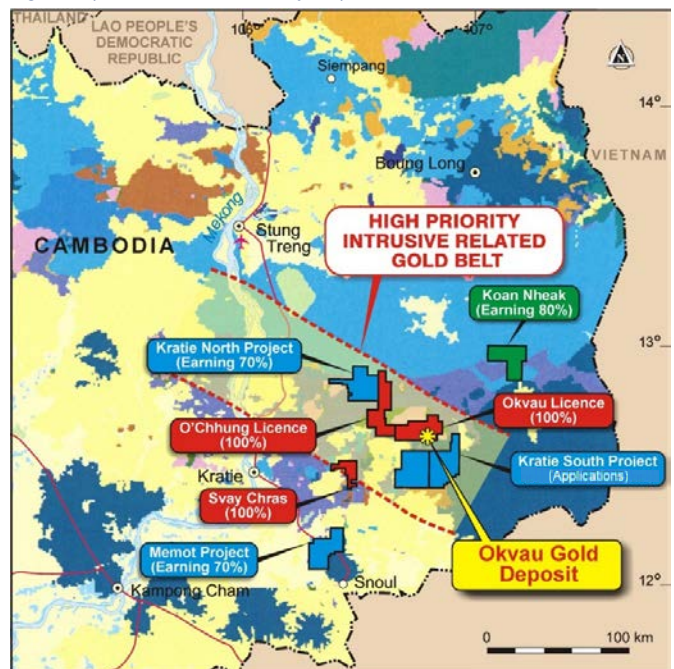 THAILAND
LAO PEOPLE'S
DEMOCRATIC
REPUBLIC
106°
107°
Siempang
N
14°
Boung Long
VIETNAM
Mekong
Stung
Treng
CAMBODIA
HIGH PRIORITY
INTRUSIVE RELATED
GOLD BELT
Koan Nheak
(Earning 80%)
13°
Kratie North Project
(Earning 70%)
Okvau Licence
(100%)
O'Chhung Licence
(100%)
Kratie South Project
(Applications)
Kratie
Svay Chras
(100%)
Memot Project
(Earning 70%)
Okvau Gold
Deposit
Snoul
12°
Kampong Cham
0
100 km